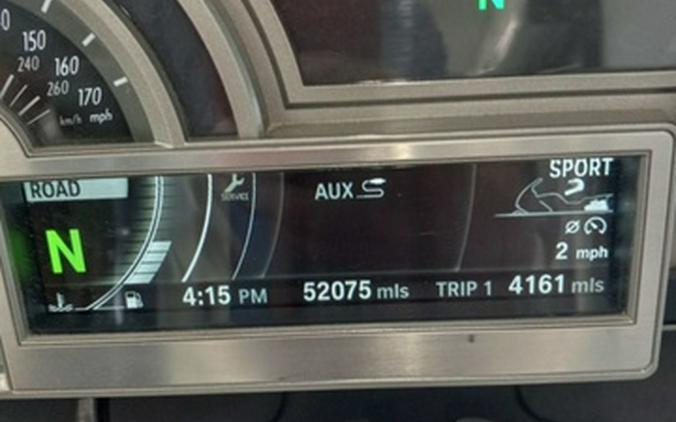 N
150
240 160
260 170
km/h mph
SPORT
ROAD
SERVICE
AUX
N
2 mph
4:15 PM 52075 mls TRIP 1 4161 mls